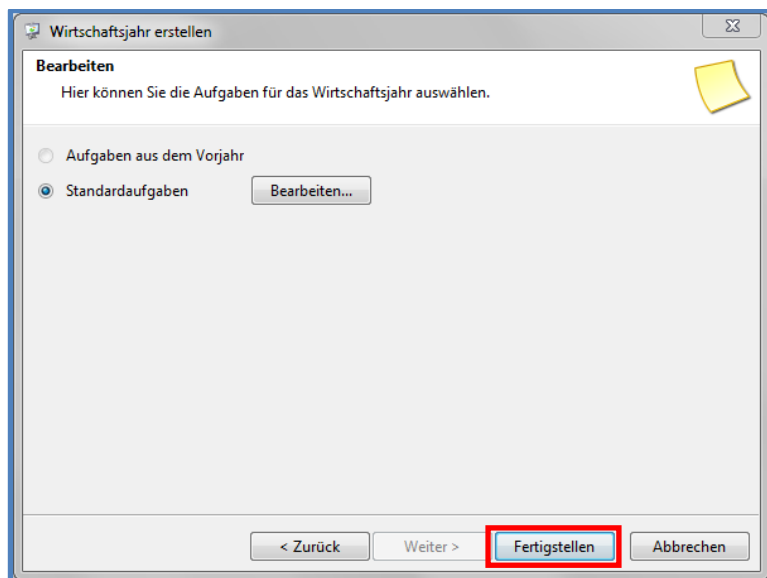 Wirtschaftsjahr erstellen
Bearbeiten
Hier können Sie die Aufgaben für das Wirtschaftsjahr auswählen.
Aufgaben aus dem Vorjahr
Standardaufgaben Bearbeiten...
< Zurück Weiter > Fertigstellen Abbrechen